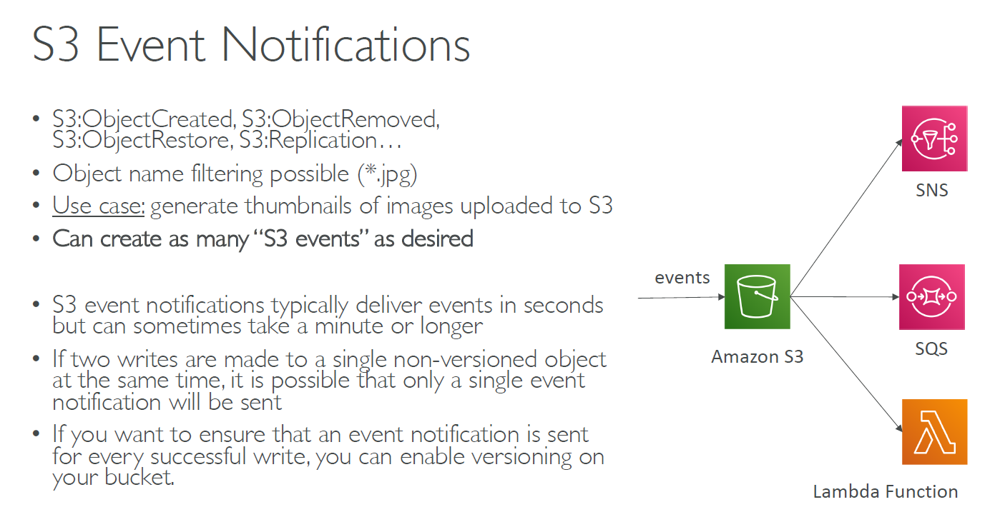 S3 Event Notifications
• S3:ObjectCreated, S3:ObjectRemoved,
S3:ObjectRestore, S3:Replication…
• Object name filtering possible (*.jpg)
• Use case: generate thumbnails of images uploaded to S3
• Can create as many “S3 events” as desired
• S3 event notifications typically deliver events in seconds
but can sometimes take a minute or longer
• If two writes are made to a single non-versioned object
at the same time, it is possible that only a single event
notification will be sent
• If you want to ensure that an event notification is sent
for every successful write, you can enable versioning on
your bucket.
events
Amazon S3
SNS
SQS
Lambda Function